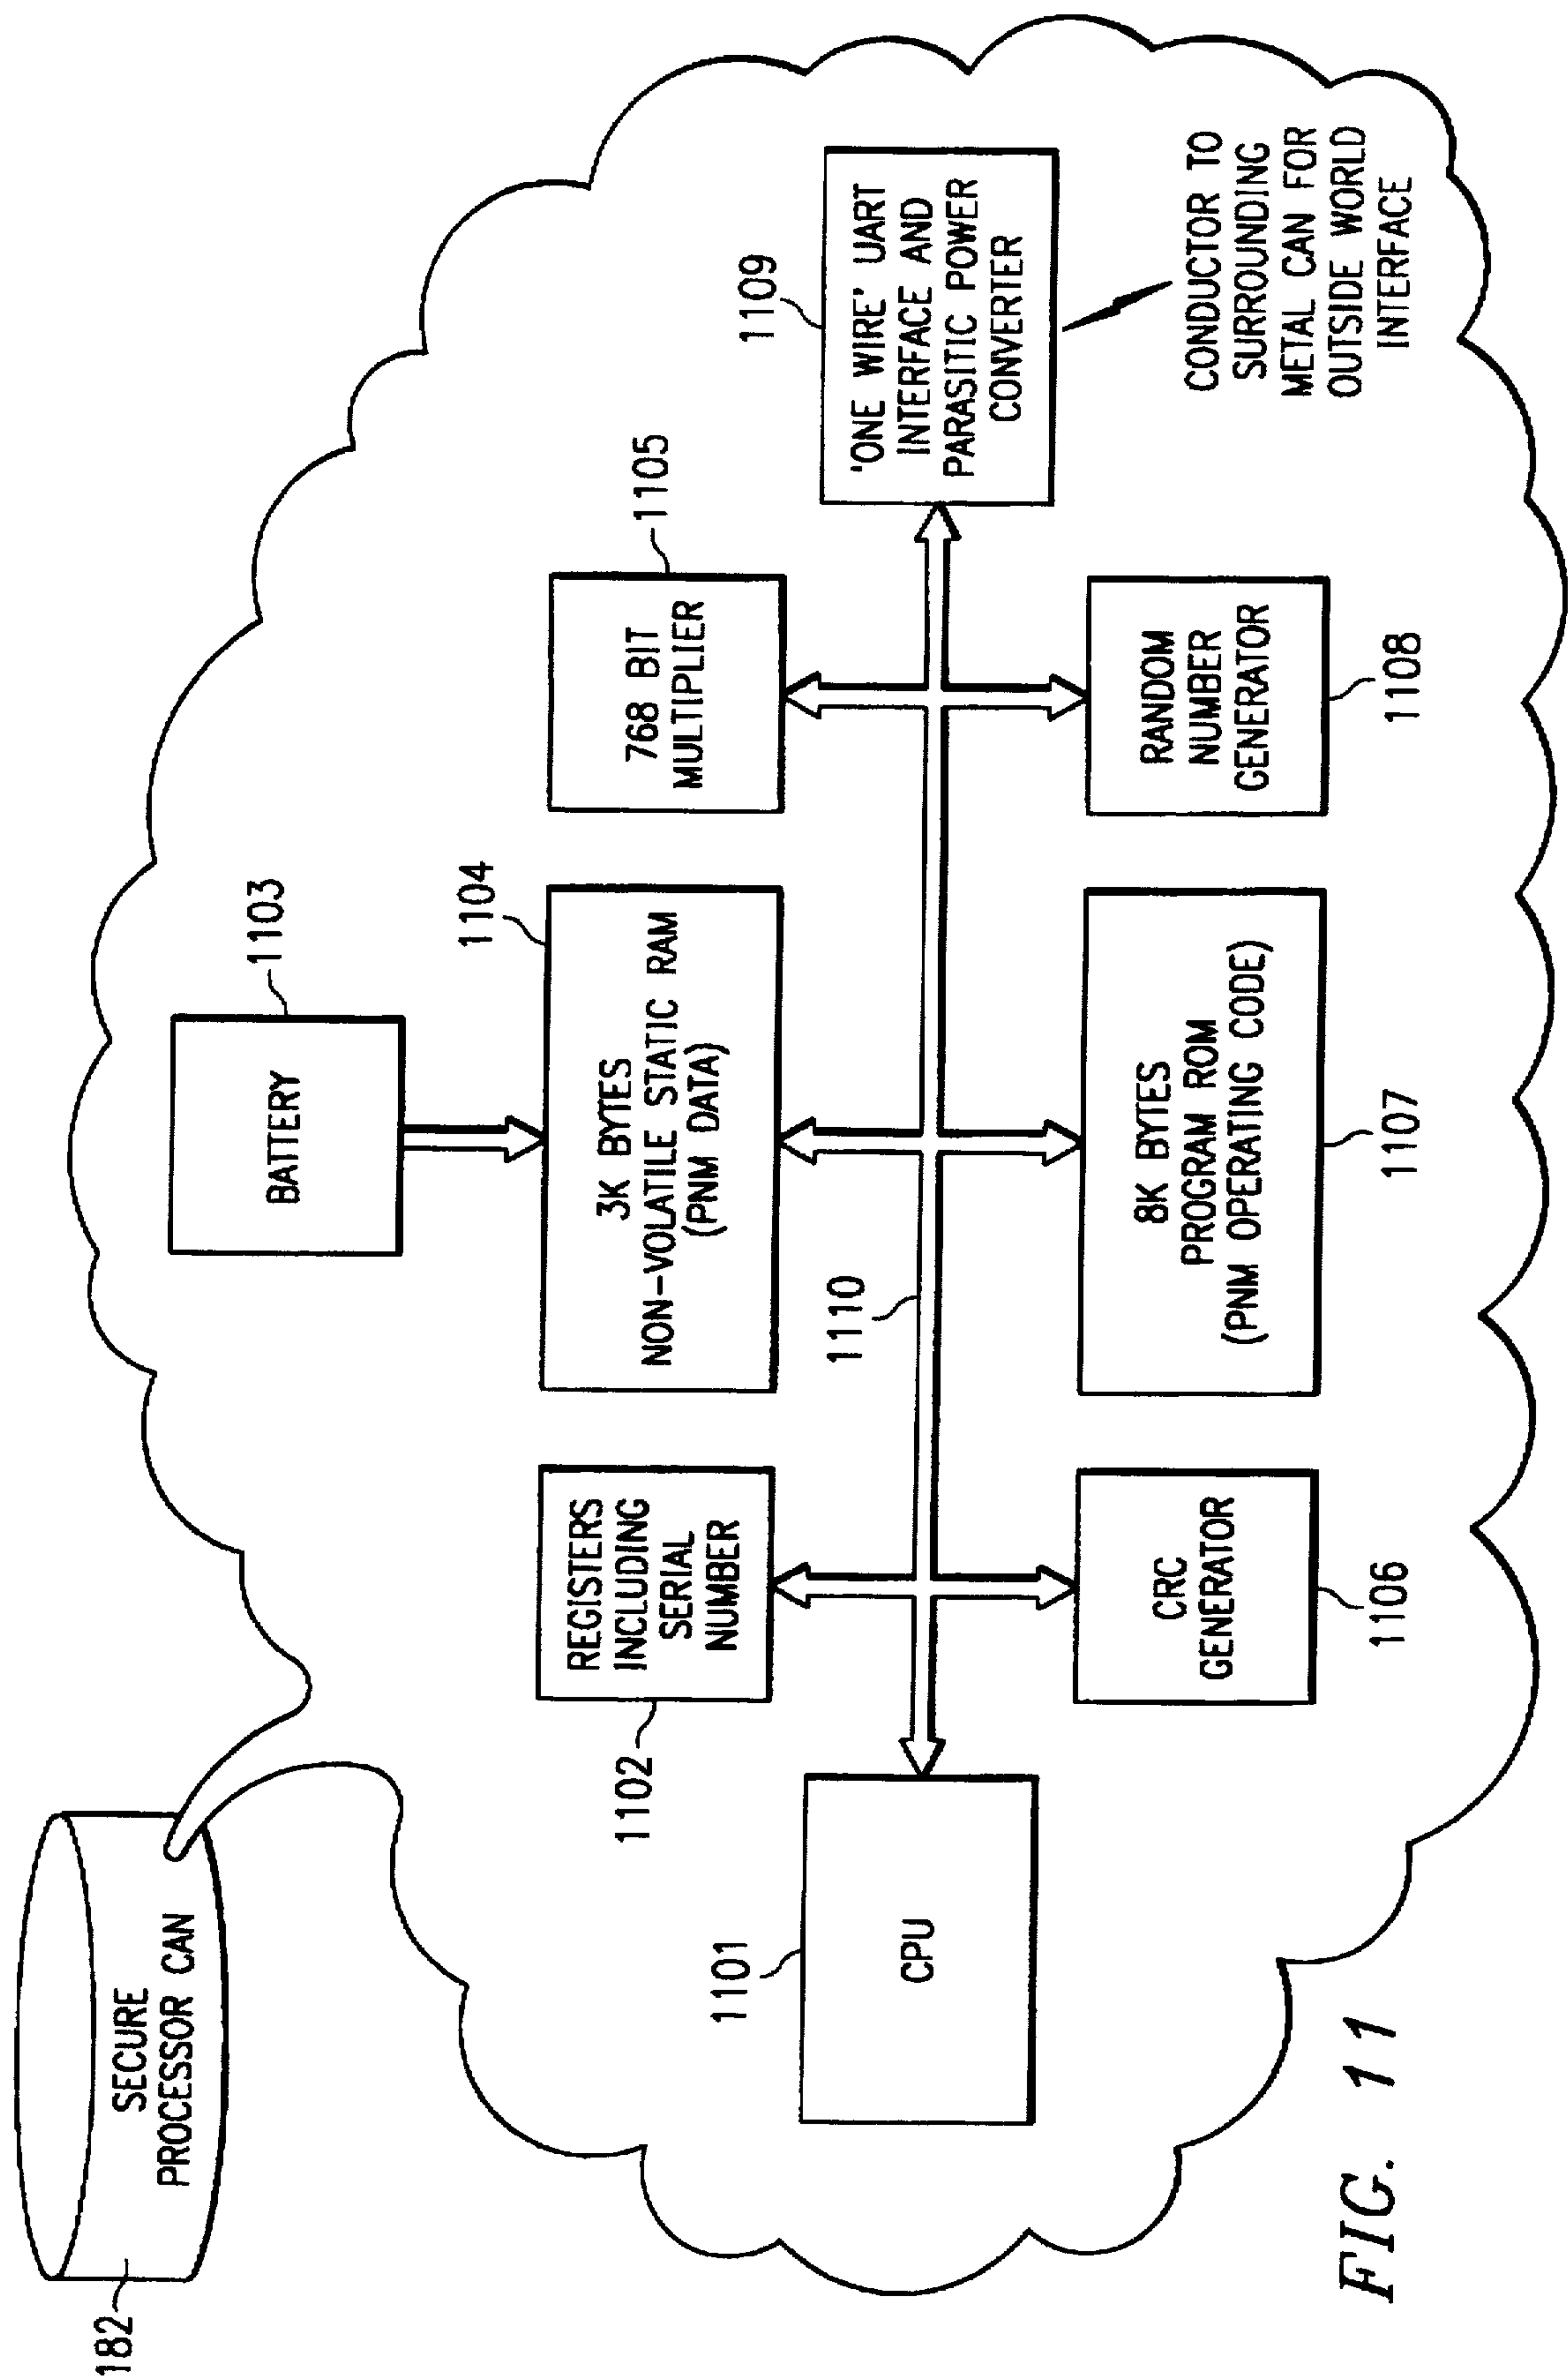 182
SECURE
PROCESSOR CAN
1103
BATTERY
1102
REGISTERS
INCLUDING
SERIAL
NUMBER
1104
3K BYTES
NON-VOLATILE STATIC RAM
(PNM DATA)
1105
768 BIT
MULTIPLIER
1101
CPU
1110
1109
'ONE WIRE' UART
INTERFACE AND
PARASITIC POWER
CONVERTER
CRC
GENERATOR
1106
8K BYTES
PROGRAM ROM
(PNM OPERATING CODE)
1107
RANDOM
NUMBER
GENERATOR
1108
CONDUCTOR TO
SURROUNDING
METAL CAN FOR
OUTSIDE WORLD
INTERFACE
FIG. 11